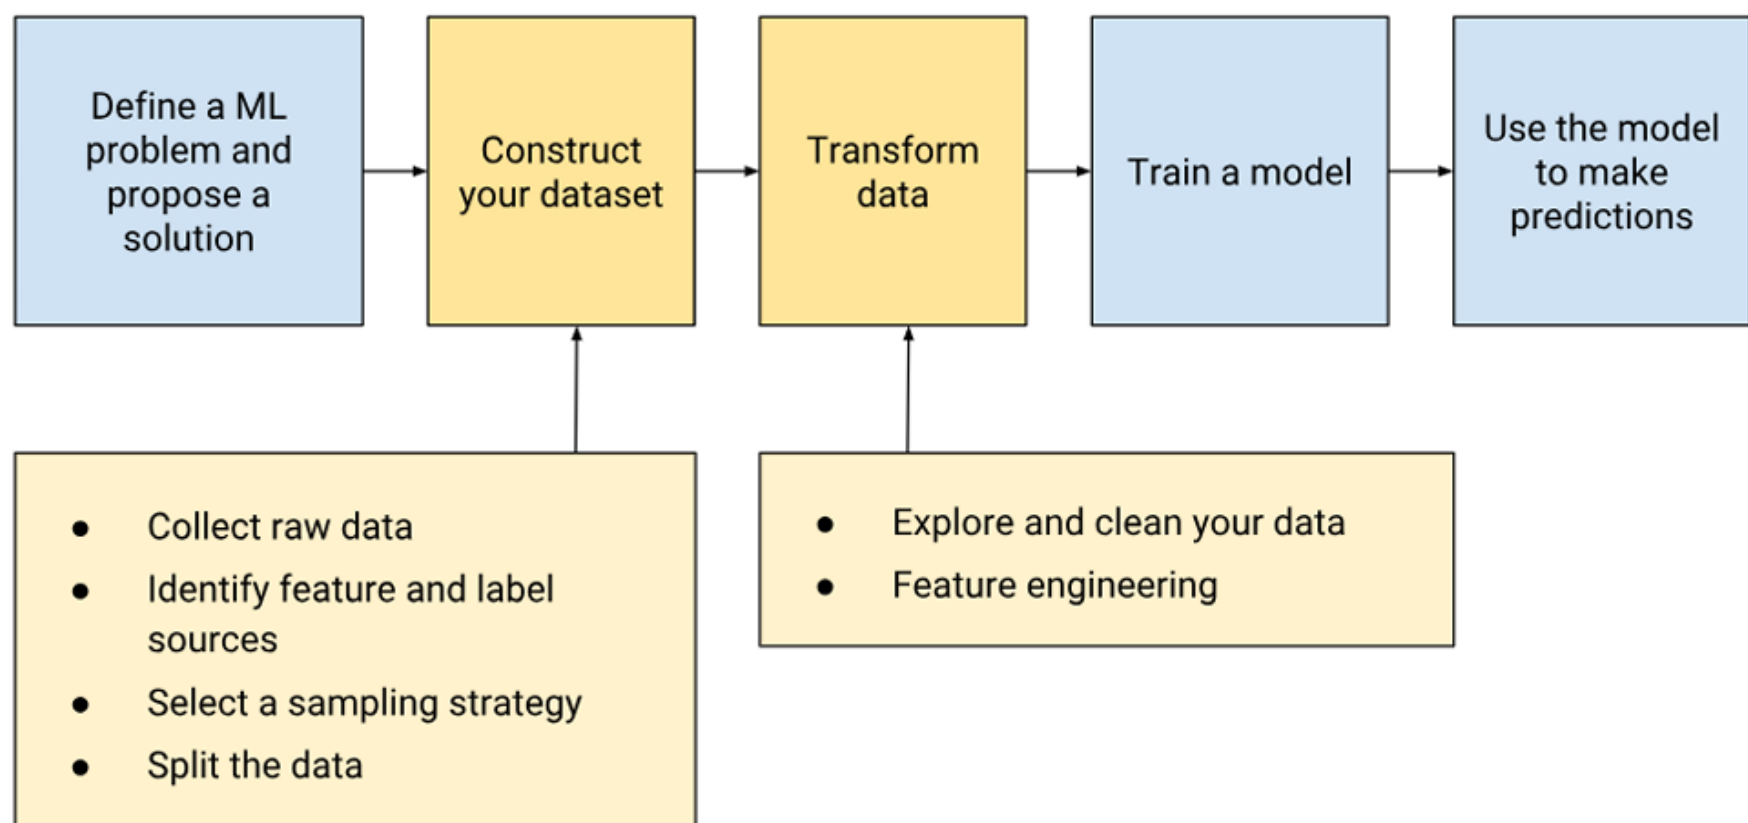 Define a ML
problem and
propose a
solution
Construct
your dataset
Transform
data
Train a model
Use the model
to make
predictions
● Collect raw data
● Identify feature and label
sources
● Select a sampling strategy
● Split the data
● Explore and clean your data
● Feature engineering